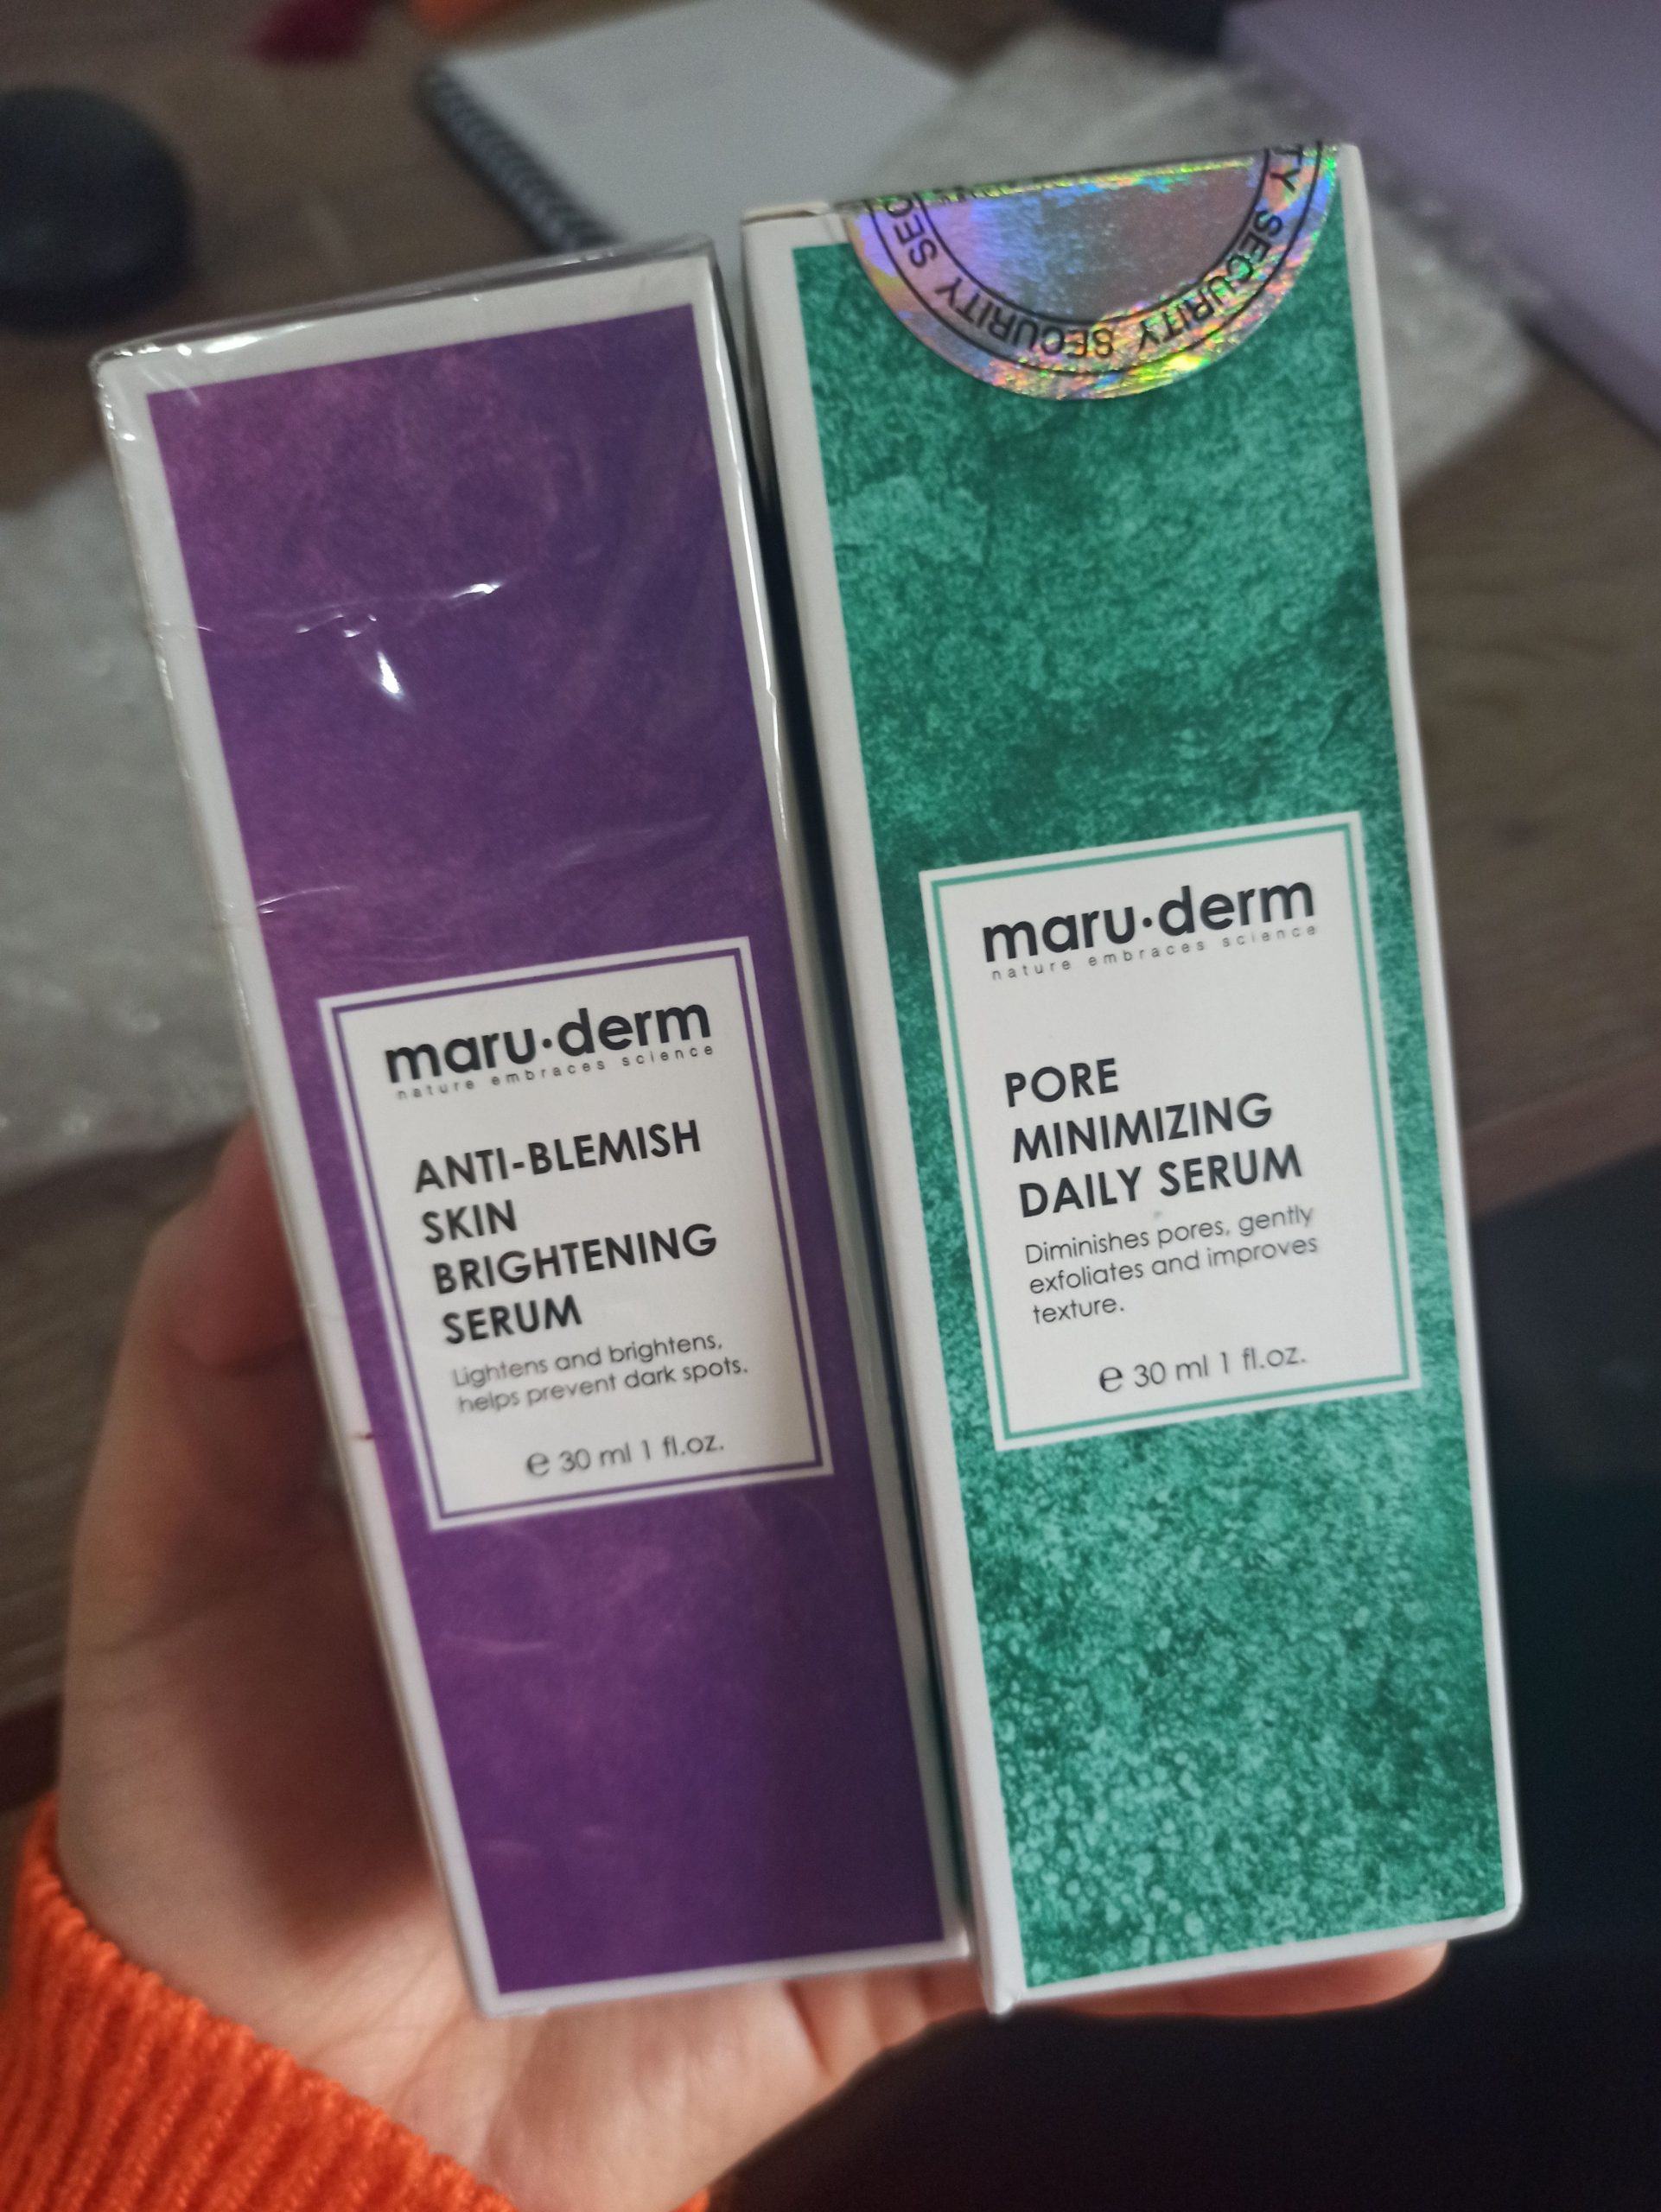 maru·derm
nature embraces science
ANTI-BLEMISH
SKIN
BRIGHTENING
SERUM
Lightens and brightens,
helps prevent dark spots.
e 30 ml 1 fl.oz.
SECURITY SECURITY
maru·derm
nature embraces science
PORE
MINIMIZING
DAILY SERUM
Diminishes pores, gently
exfoliates and improves
texture.
e 30 ml 1 fl.oz.